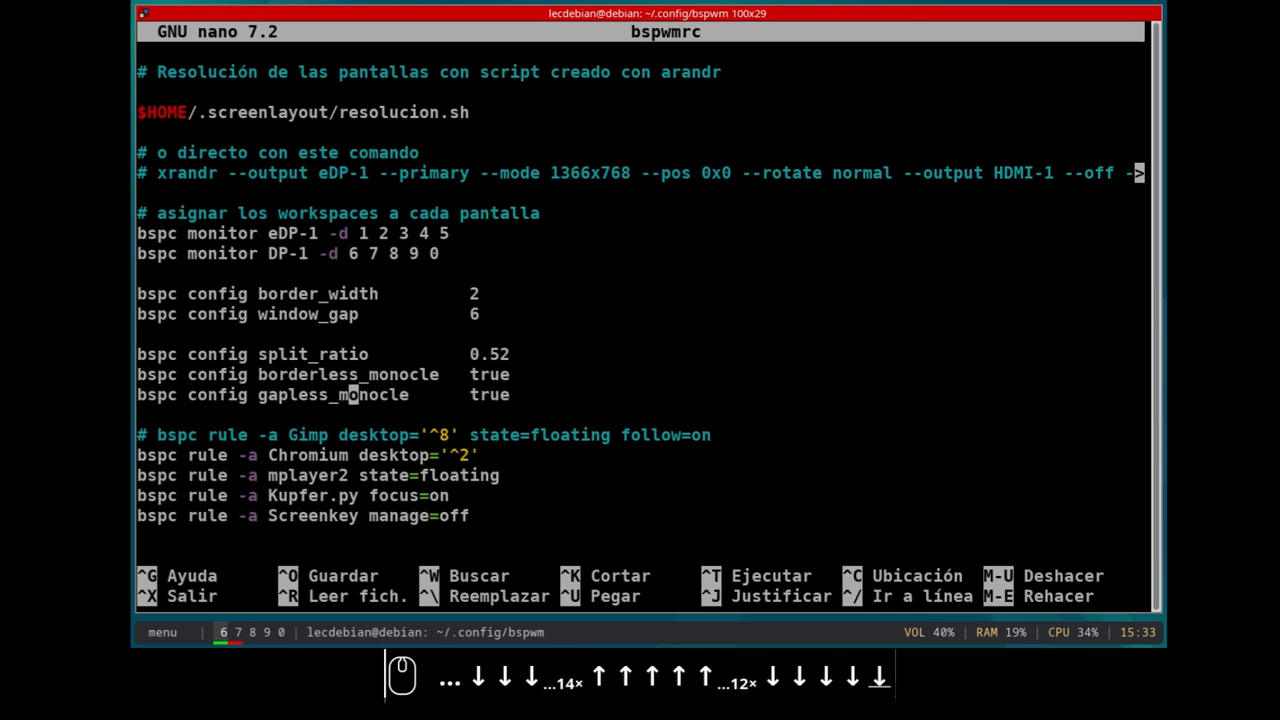 lecdebian@debian: ~/.config/bspwm 100x29
GNU nano 7.2 bspwmrc
# Resolución de las pantallas con script creado con arandr
$HOME/.screenlayout/resolucion.sh
# o directo con este comando
# xrandr --output eDP-1 --primary --mode 1366x768 --pos 0x0 --rotate normal --output HDMI-1 --off ->
# asignar los workspaces a cada pantalla
bspc monitor eDP-1 -d 1 2 3 4 5
bspc monitor DP-1 -d 6 7 8 9 0
bspc config border_width 2
bspc config window_gap 6
bspc config split_ratio 0.52
bspc config borderless_monocle true
bspc config gapless_monocle true
# bspc rule -a Gimp desktop='^8' state=floating follow=on
bspc rule -a Chromium desktop='^2'
bspc rule -a mplayer2 state=floating
bspc rule -a Kupfer.py focus=on
bspc rule -a Screenkey manage=off
^G Ayuda ^O Guardar ^W Buscar ^K Cortar ^T Ejecutar ^C Ubicación M-U Deshacer
^X Salir ^R Leer fich. ^\ Reemplazar ^U Pegar ^J Justificar ^/ Ir a línea M-E Rehacer
menu | 6 7 8 9 0 | lecdebian@debian: ~/.config/bspwm VOL 40% | RAM 19% | CPU 34% | 15:33
... ↓ ↓ ↓ ...14× ↑ ↑ ↑ ↑ ↑ ...12× ↓ ↓ ↓ ↓ ↓